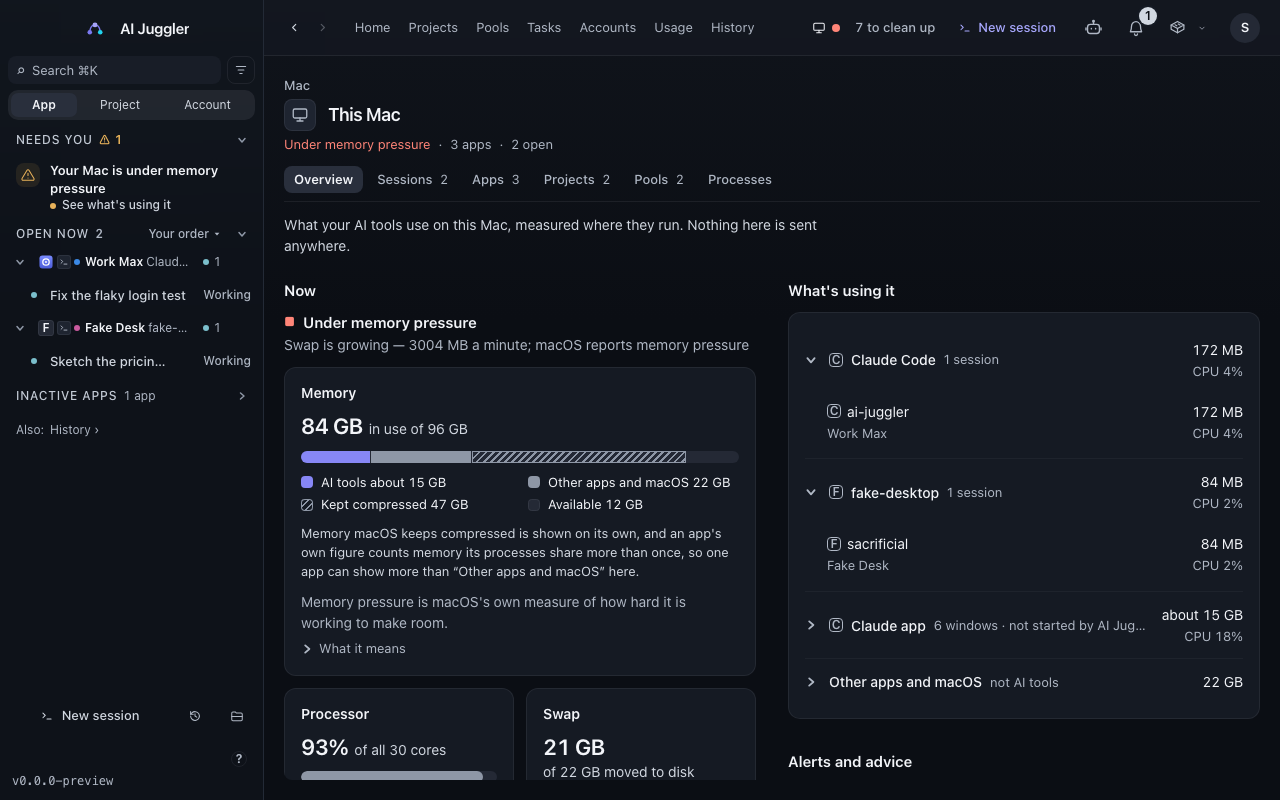 AI Juggler
Search ⌘K
App Project Account
NEEDS YOU 1
Your Mac is under memory
pressure
See what's using it
OPEN NOW 2 Your order
Work Max Claud... 1
Fix the flaky login test Working
F Fake Desk fake-... 1
Sketch the pricin... Working
INACTIVE APPS 1 app
Also: History ›
New session
?
v0.0.0-preview
Home Projects Pools Tasks Accounts Usage History
7 to clean up
New session
1
S
Mac
This Mac
Under memory pressure · 3 apps · 2 open
Overview Sessions 2 Apps 3 Projects 2 Pools 2 Processes
What your AI tools use on this Mac, measured where they run. Nothing here is sent
anywhere.
Now
Under memory pressure
Swap is growing — 3004 MB a minute; macOS reports memory pressure
Memory
84 GB in use of 96 GB
AI tools about 15 GB
Other apps and macOS 22 GB
Kept compressed 47 GB
Available 12 GB
Memory macOS keeps compressed is shown on its own, and an app's
own figure counts memory its processes share more than once, so one
app can show more than “Other apps and macOS” here.
Memory pressure is macOS's own measure of how hard it is
working to make room.
What it means
Processor
93% of all 30 cores
Swap
21 GB
of 22 GB moved to disk
What's using it
C Claude Code 1 session 172 MB
CPU 4%
C ai-juggler 172 MB
Work Max CPU 4%
F fake-desktop 1 session 84 MB
CPU 2%
F sacrificial 84 MB
Fake Desk CPU 2%
C Claude app 6 windows · not started by AI Jug... about 15 GB
CPU 18%
Other apps and macOS not AI tools 22 GB
Alerts and advice